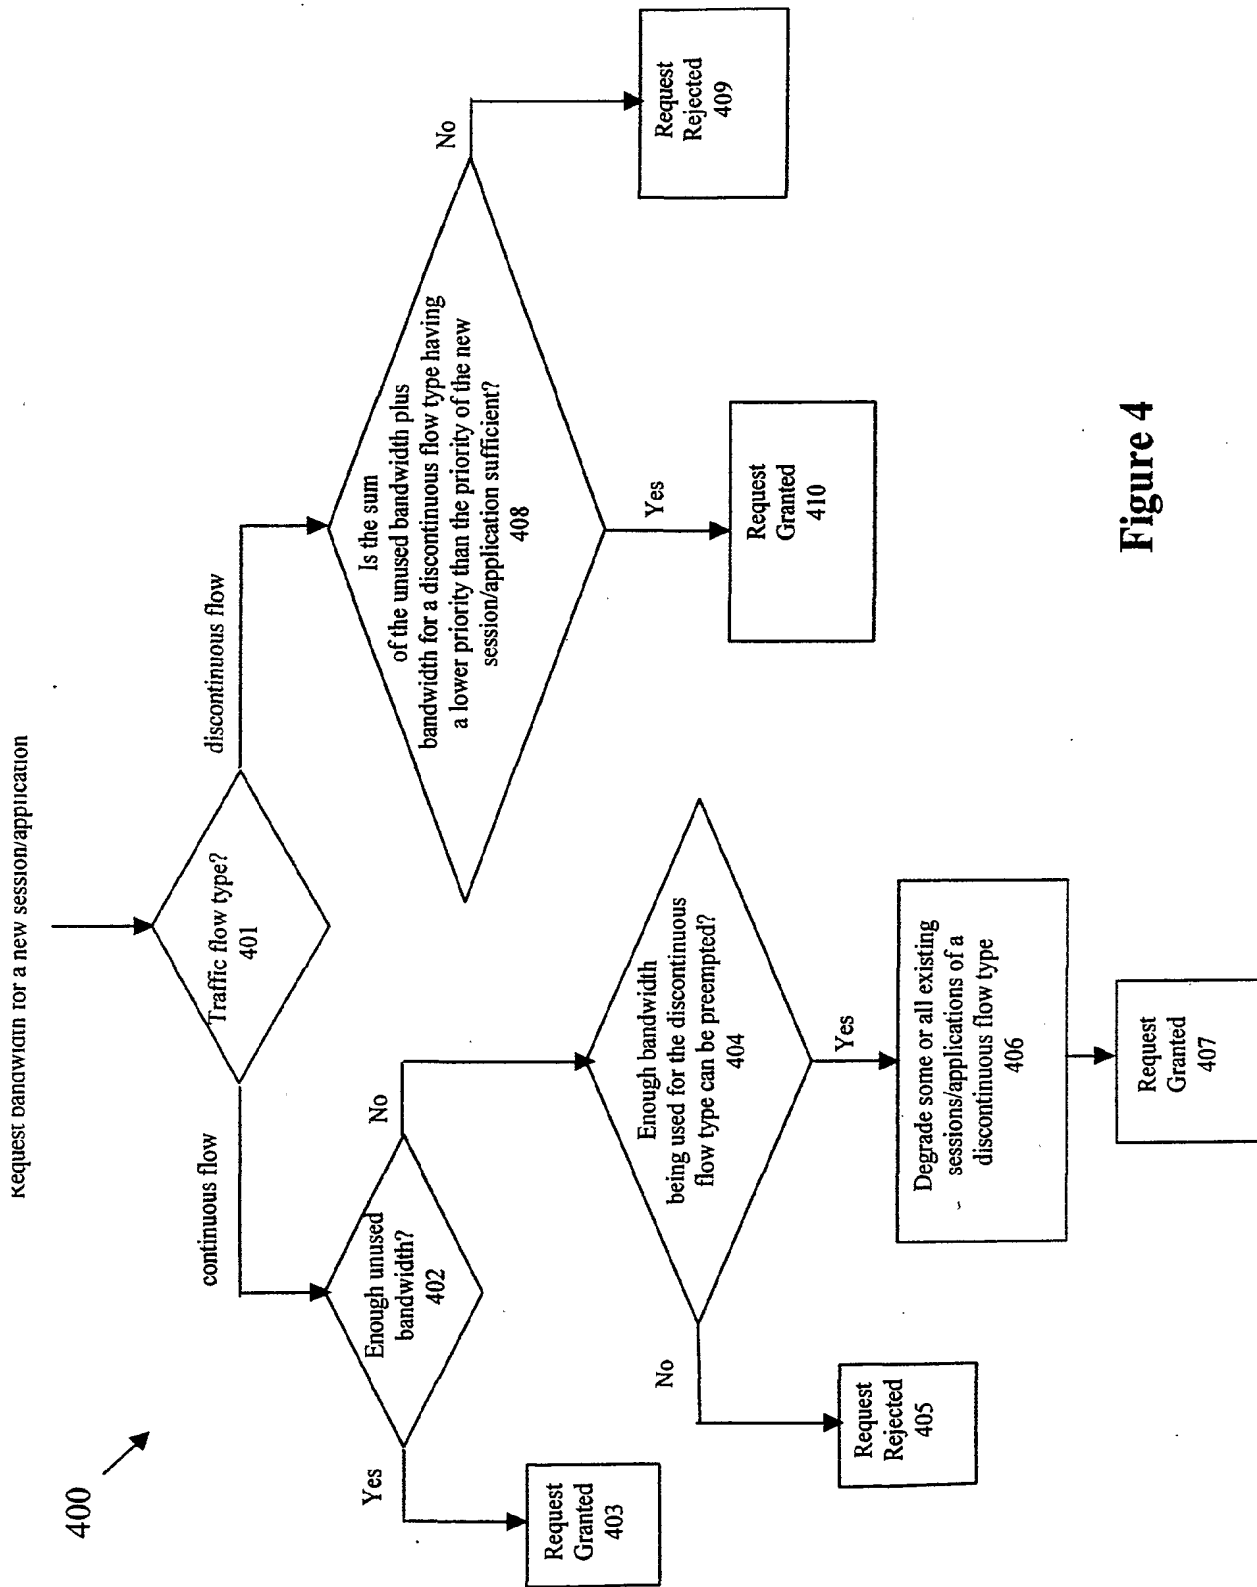 Request bandwidth for a new session/application
400
Traffic flow type?
401
continuous flow
discontinuous flow
Enough unused
bandwidth?
402
Yes
No
Request
Granted
403
Enough bandwidth
being used for the discontinuous
flow type can be preempted?
404
No
Yes
Request
Rejected
405
Degrade some or all existing
sessions/applications of a
discontinuous flow type
406
Request
Granted
407
Is the sum
of the unused bandwidth plus
bandwidth for a discontinuous flow type having
a lower priority than the priority of the new
session/application sufficient?
408
No
Yes
Request
Rejected
409
Request
Granted
410
Figure 4